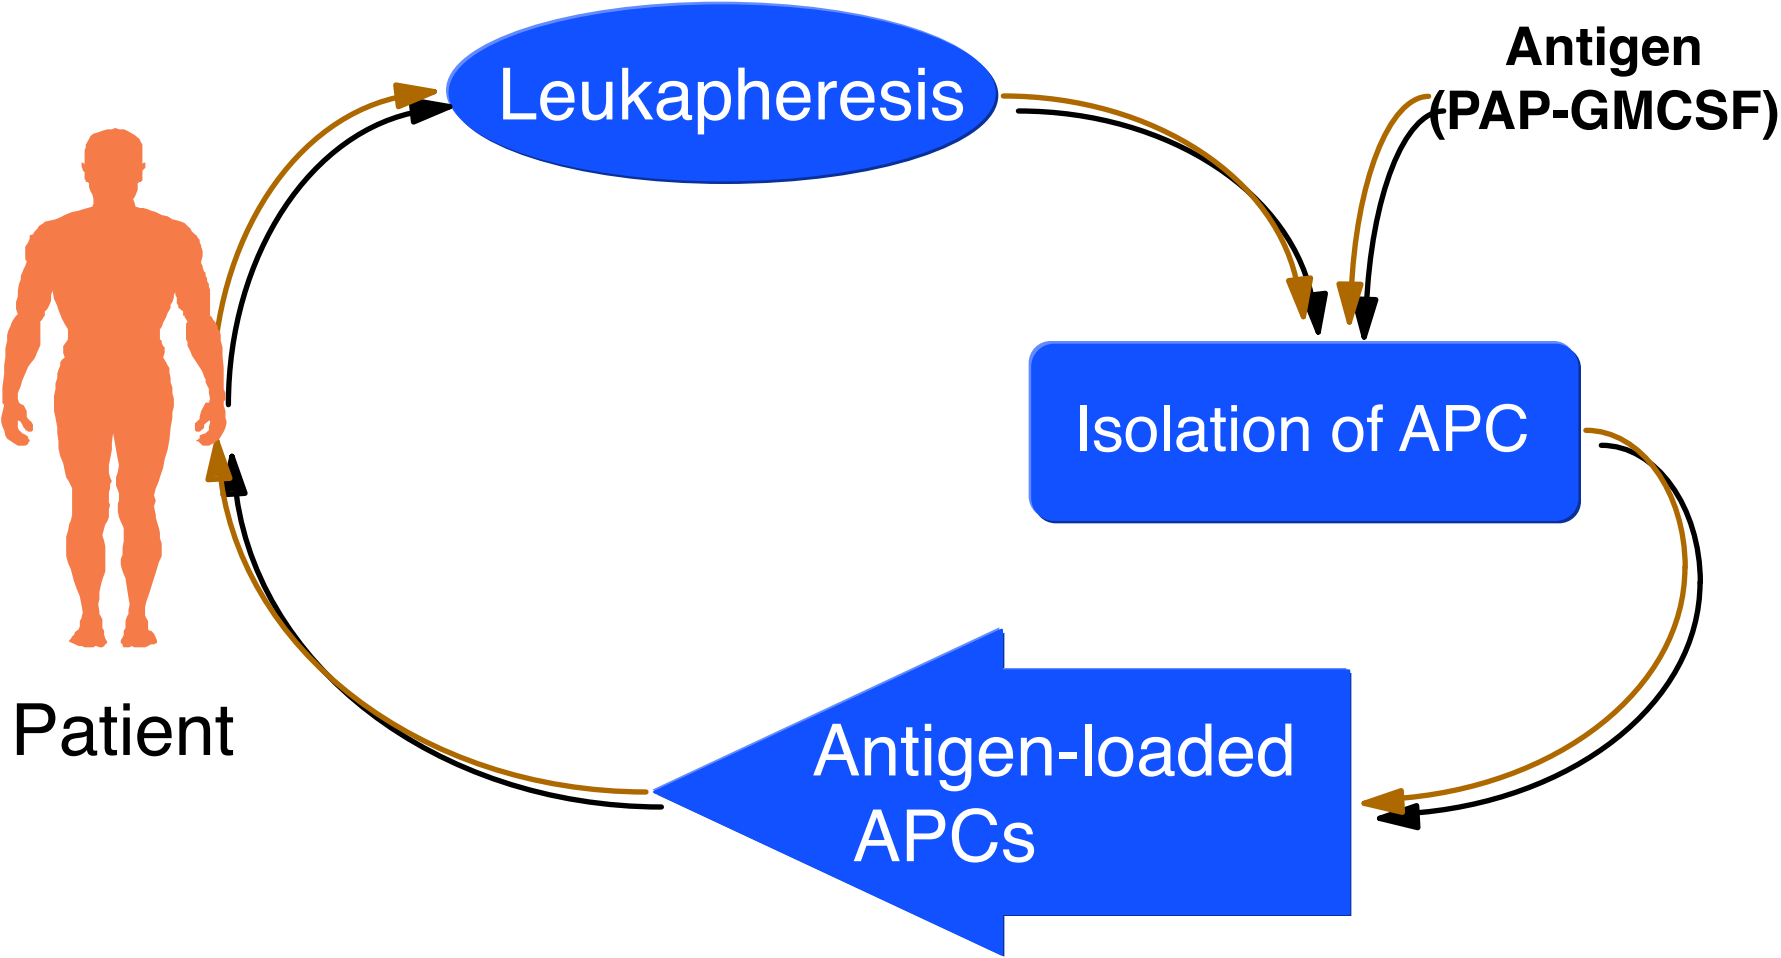 Leukapheresis
Antigen
(PAP-GMCSF)
Isolation of APC
Patient
Antigen-loaded
APCs